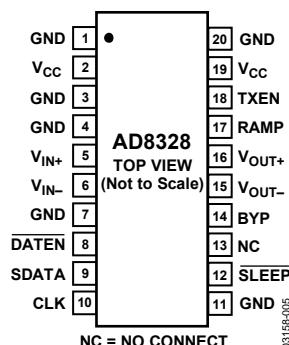 GND 1 20 GND
VCC 2 19 VCC
GND 3 18 TXEN
GND 4 AD8328 17 RAMP
VIN+ 5 TOP VIEW 16 VOUT+
VIN– 6 (Not to Scale) 15 VOUT–
GND 7 14 BYP
DATEN 8 13 NC
SDATA 9 12 SLEEP
CLK 10 11 GND
NC = NO CONNECT
03158-005